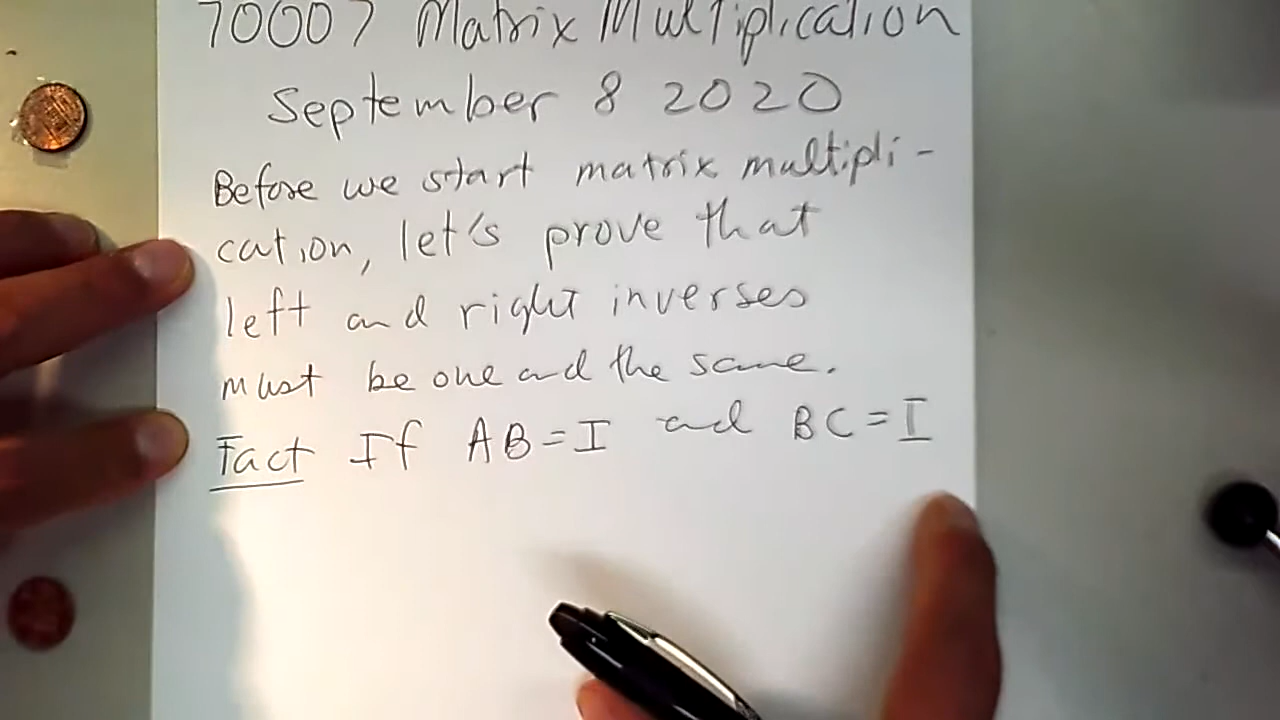 70007 Matrix Multiplication
September 8 2020
Before we start matrix multipli-
cation, let's prove that
left and right inverses
must be one and the same.
Fact If AB=I and BC=I